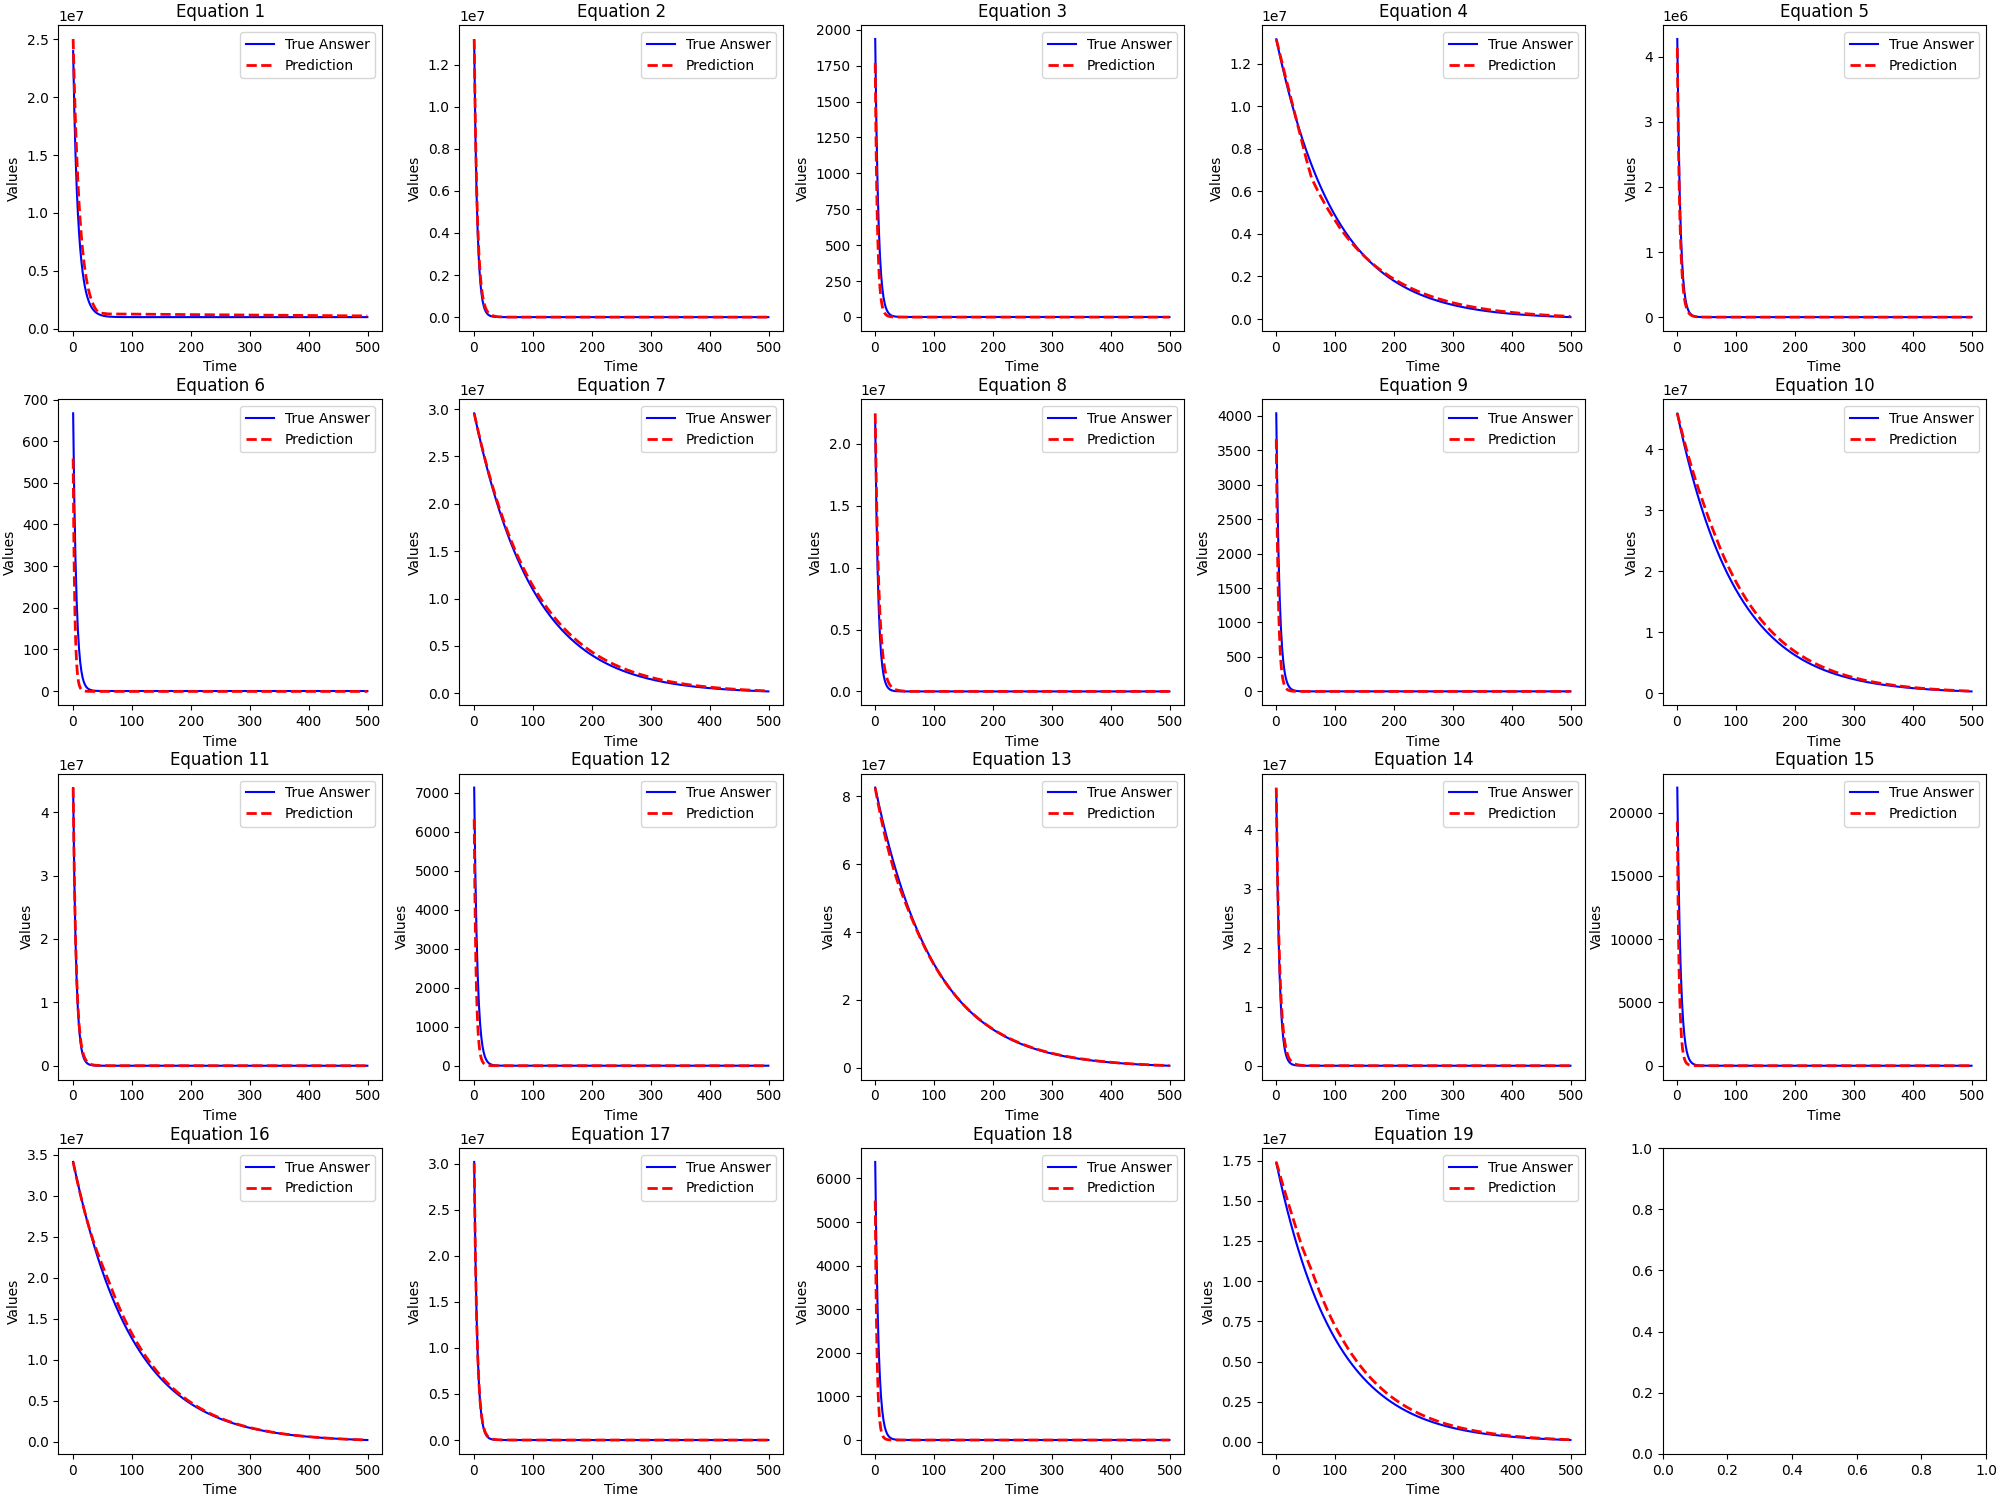 Equation 1
1e7
2.5
2.0
1.5
1.0
0.5
0.0
Values
0 100 200 300 400 500
Time
True Answer
Prediction
Equation 2
1e7
1.2
1.0
0.8
0.6
0.4
0.2
0.0
Values
0 100 200 300 400 500
Time
True Answer
Prediction
Equation 3
2000
1750
1500
1250
1000
750
500
250
0
Values
0 100 200 300 400 500
Time
True Answer
Prediction
Equation 4
1e7
1.2
1.0
0.8
0.6
0.4
0.2
0.0
Values
0 100 200 300 400 500
Time
True Answer
Prediction
Equation 5
1e6
4
3
2
1
0
Values
0 100 200 300 400 500
Time
True Answer
Prediction
Equation 6
700
600
500
400
300
200
100
0
Values
0 100 200 300 400 500
Time
True Answer
Prediction
Equation 7
1e7
3.0
2.5
2.0
1.5
1.0
0.5
0.0
Values
0 100 200 300 400 500
Time
True Answer
Prediction
Equation 8
1e7
2.0
1.5
1.0
0.5
0.0
Values
0 100 200 300 400 500
Time
True Answer
Prediction
Equation 9
4000
3500
3000
2500
2000
1500
1000
500
0
Values
0 100 200 300 400 500
Time
True Answer
Prediction
Equation 10
1e7
4
3
2
1
0
Values
0 100 200 300 400 500
Time
True Answer
Prediction
Equation 11
1e7
4
3
2
1
0
Values
0 100 200 300 400 500
Time
True Answer
Prediction
Equation 12
7000
6000
5000
4000
3000
2000
1000
0
Values
0 100 200 300 400 500
Time
True Answer
Prediction
Equation 13
1e7
8
6
4
2
0
Values
0 100 200 300 400 500
Time
True Answer
Prediction
Equation 14
1e7
4
3
2
1
0
Values
0 100 200 300 400 500
Time
True Answer
Prediction
Equation 15
20000
15000
10000
5000
0
Values
0 100 200 300 400 500
Time
True Answer
Prediction
Equation 16
1e7
3.5
3.0
2.5
2.0
1.5
1.0
0.5
0.0
Values
0 100 200 300 400 500
Time
True Answer
Prediction
Equation 17
1e7
3.0
2.5
2.0
1.5
1.0
0.5
0.0
Values
0 100 200 300 400 500
Time
True Answer
Prediction
Equation 18
6000
5000
4000
3000
2000
1000
0
Values
0 100 200 300 400 500
Time
True Answer
Prediction
Equation 19
1e7
1.75
1.50
1.25
1.00
0.75
0.50
0.25
0.00
Values
0 100 200 300 400 500
Time
True Answer
Prediction
1.0
0.8
0.6
0.4
0.2
0.0
0.0 0.2 0.4 0.6 0.8 1.0